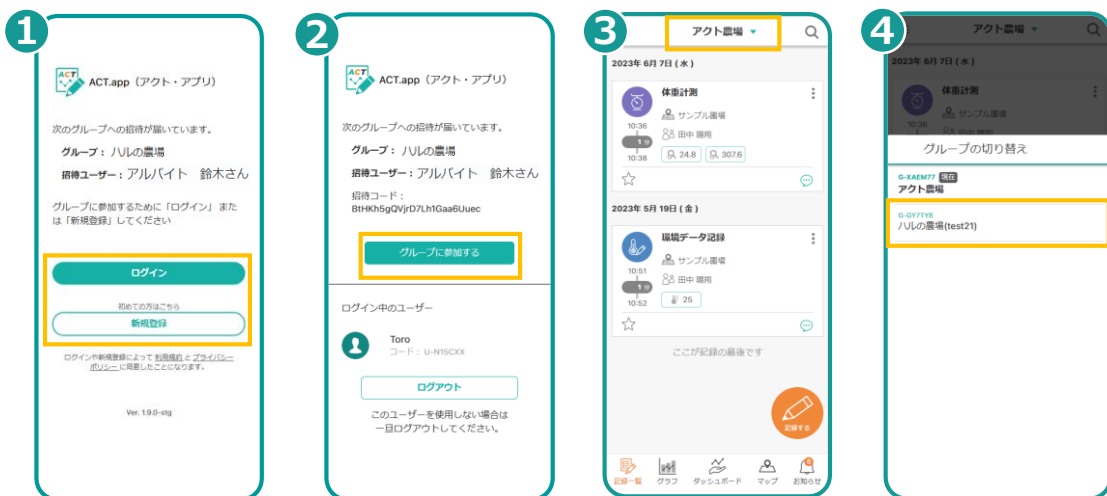 1
ACT
ACT.app（アクト・アプリ）
次のグループへの招待が届いています。
グループ： ハルの農場
招待ユーザー：アルバイト 鈴木さん
グループに参加するために「ログイン」また
は「新規登録」してください
ログイン
初めての方はこちら
新規登録
ログインや新規登録によって 利用規約 と プライバシー
ポリシー に同意したことになります。
Ver. 1.9.0-stg
2
ACT
ACT.app（アクト・アプリ）
次のグループへの招待が届いています。
グループ： ハルの農場
招待ユーザー：アルバイト 鈴木さん
招待コード：
BtHKh5gQVjrD7Lh1Gaa6Uuec
グループに参加する
ログイン中のユーザー
Toro
コード： U-N15CXX
ログアウト
このユーザーを使用しない場合は
一旦ログアウトしてください。
3
アクト農場
2023年 6月 7日 ( 水 )
体重計測
サンプル圃場
10:36
田中 陽翔
1 分
10:38
24.8
307.6
2023年 5月 19日 ( 金 )
環境データ記録
サンプル圃場
10:51
田中 陽翔
1 分
10:52
25
ここが記録の最後です
記録する
記録一覧
グラフ
ダッシュボード
マップ
お知らせ
4
アクト農場
2023年 6月 7日 ( 水 )
体重計測
サンプル圃場
10:36
グループの切り替え
G-XAEM77 現在
アクト農場
G-GY71Y8
ハルの農場(test21)